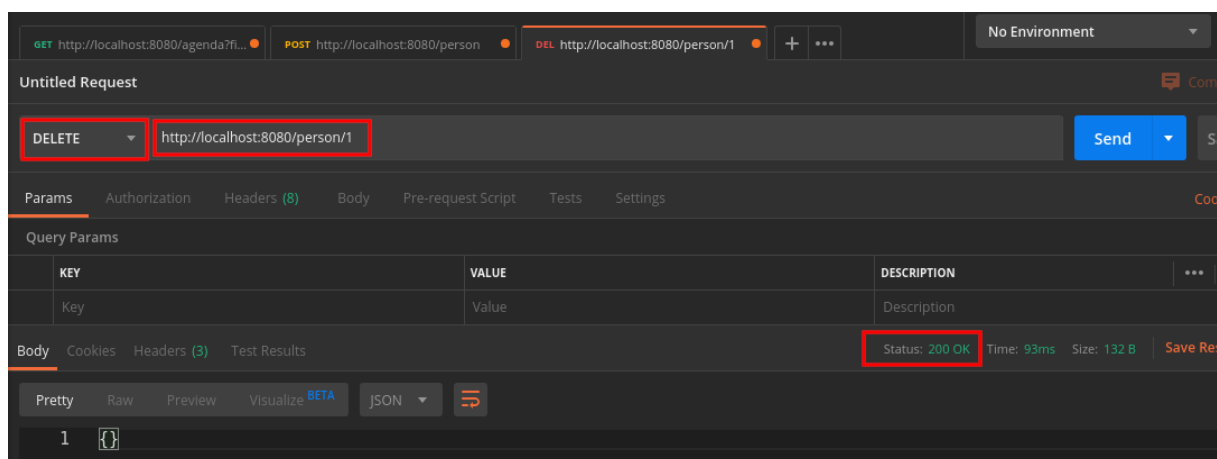 GET http://localhost:8080/agenda?fi... POST http://localhost:8080/person DEL http://localhost:8080/person/1 + ••• No Environment
Untitled Request
DELETE http://localhost:8080/person/1 Send
Params Authorization Headers (8) Body Pre-request Script Tests Settings
Query Params
KEY VALUE DESCRIPTION •••
Key Value Description
Body Cookies Headers (3) Test Results Status: 200 OK Time: 93ms Size: 132 B Save Res
Pretty Raw Preview Visualize BETA JSON
1 {}